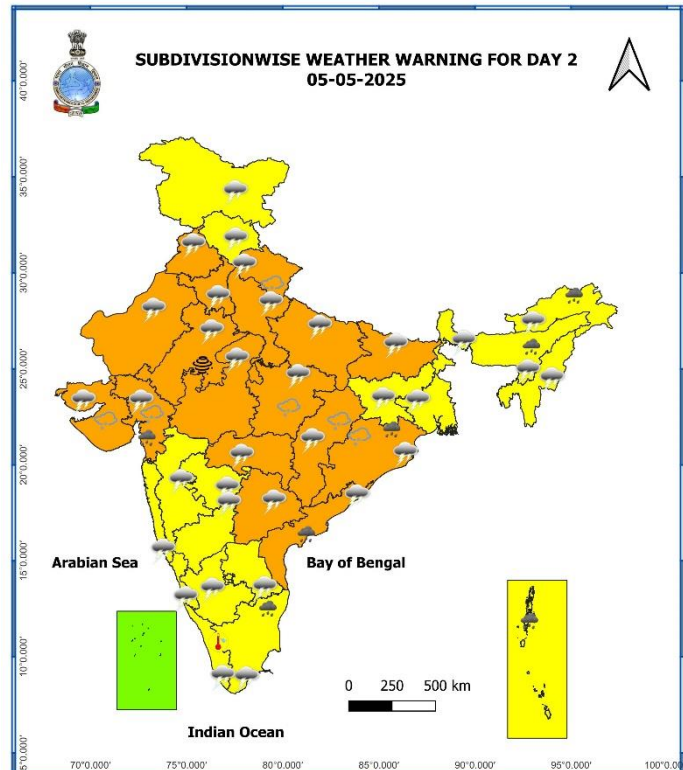 SUBDIVISIONWISE WEATHER WARNING FOR DAY 2
05-05-2025
40°0.000'
35°0.000'
30°0.000'
25°0.000'
20°0.000'
15°0.000'
10°0.000'
5°0.000'
Arabian Sea
Bay of Bengal
0 250 500 km
Indian Ocean
70°0.000' 75°0.000' 80°0.000' 85°0.000' 90°0.000' 95°0.000' 100°0.0